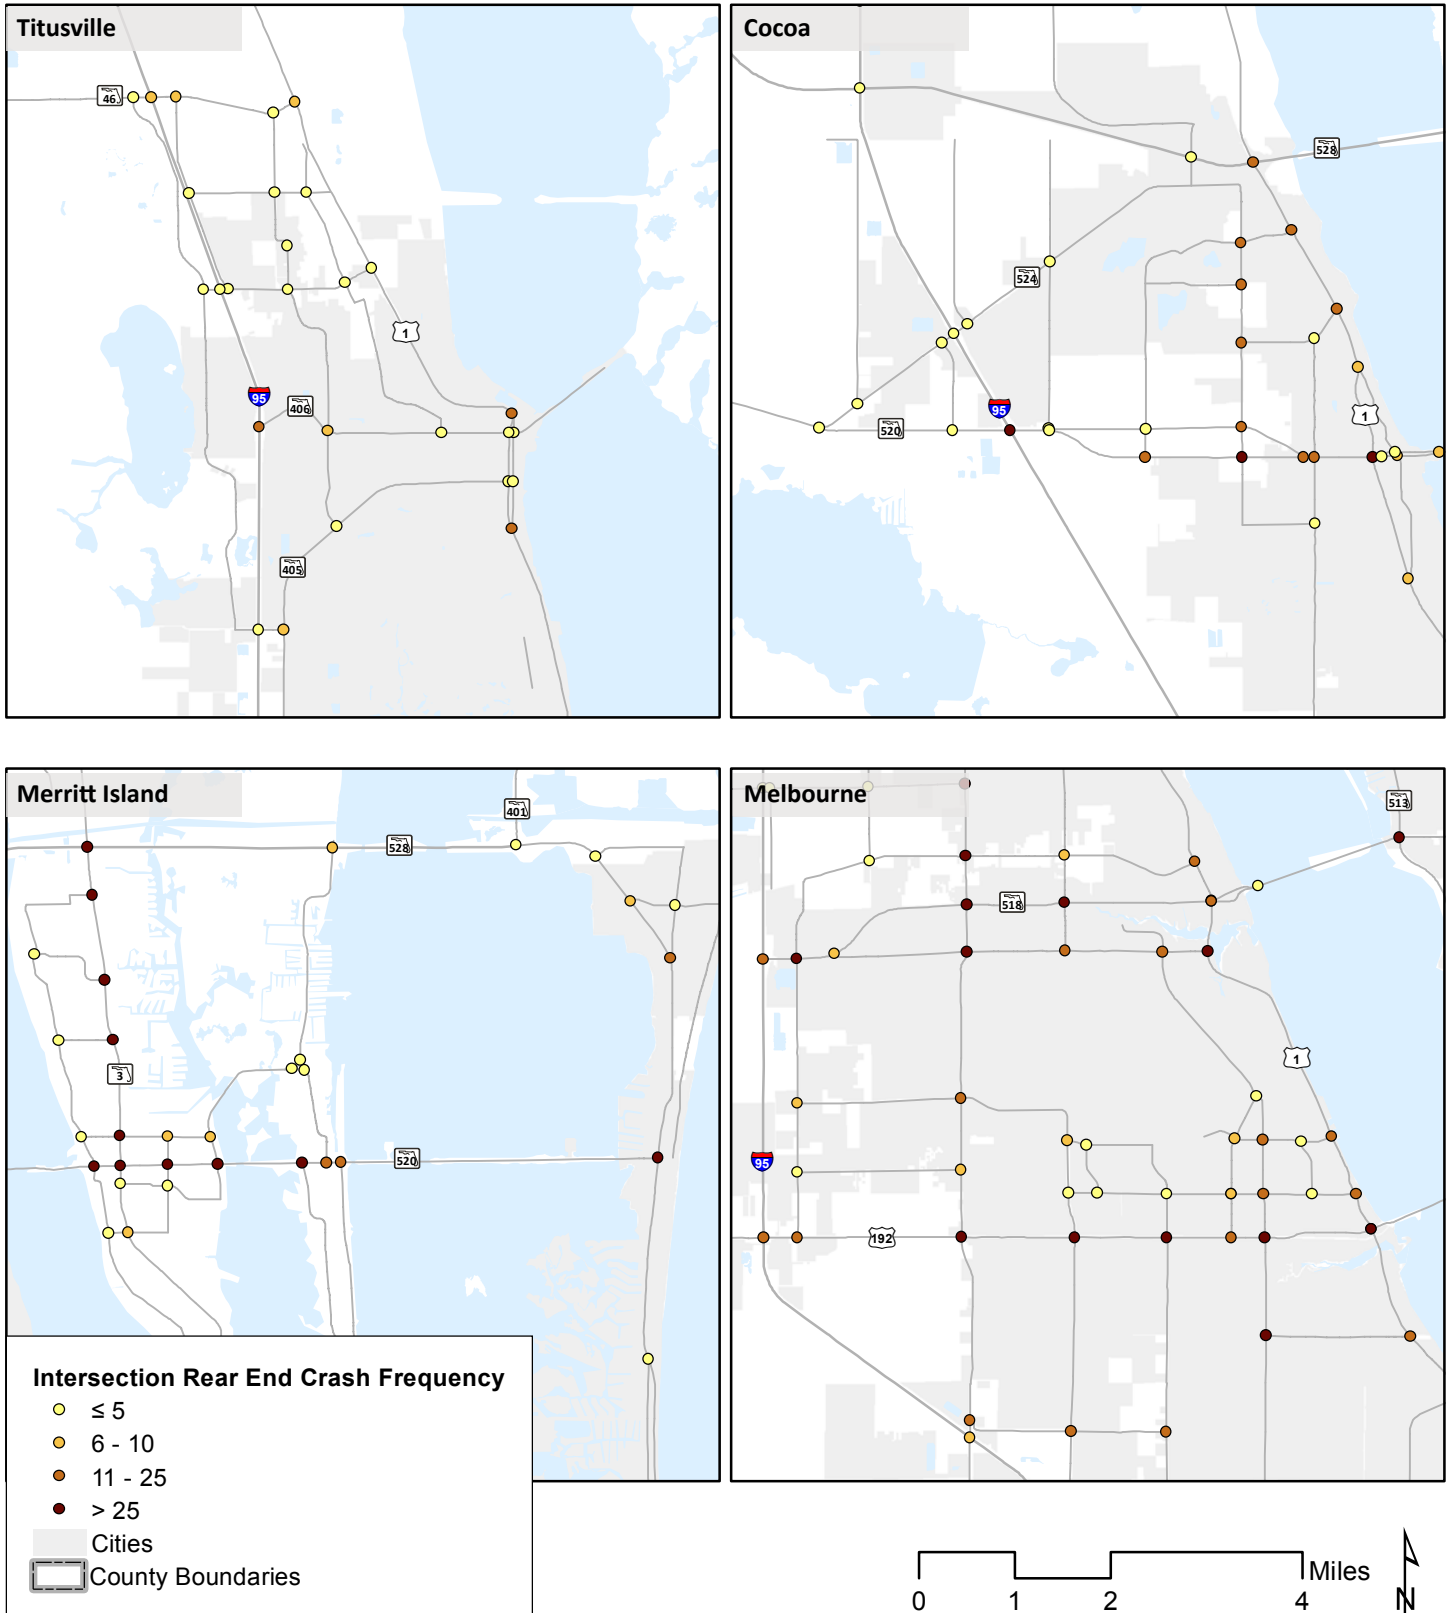 Titusville
46
1
95
406
405
Cocoa
528
524
95
520
1
Merritt Island
401
528
3
520
Melbourne
513
518
1
95
192
Intersection Rear End Crash Frequency
≤ 5
6 - 10
11 - 25
> 25
Cities
County Boundaries
Miles
0 1 2 4
N